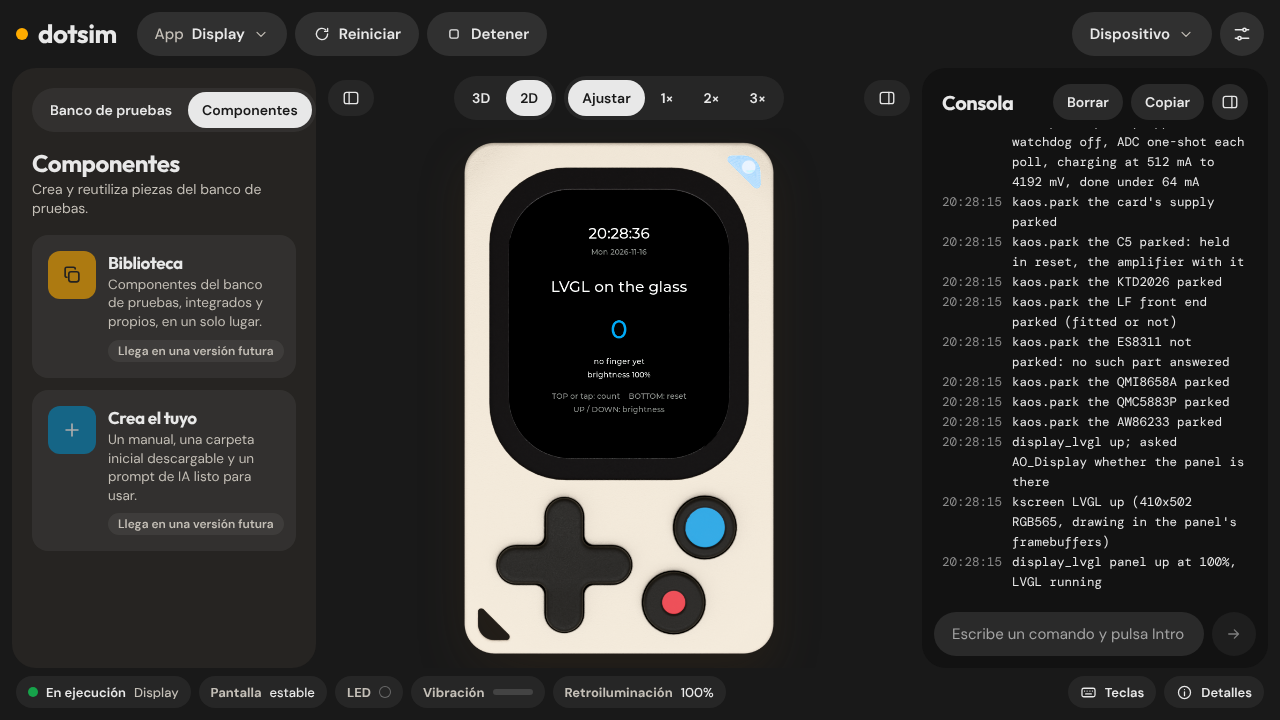 dotsim
App Display
Reiniciar
Detener
Dispositivo
Banco de pruebas
Componentes
Componentes
Crea y reutiliza piezas del banco de
pruebas.
Biblioteca
Componentes del banco
de pruebas, integrados y
propios, en un solo lugar.
Llega en una versión futura
Crea el tuyo
Un manual, una carpeta
inicial descargable y un
prompt de IA listo para
usar.
Llega en una versión futura
3D
2D
Ajustar
1×
2×
3×
20:28:36
Mon 2026-11-16
LVGL on the glass
0
no finger yet
brightness 100%
TOP or tap: count BOTTOM: reset
UP / DOWN: brightness
Consola
Borrar
Copiar
watchdog off, ADC one-shot each
poll, charging at 512 mA to
4192 mV, done under 64 mA
20:28:15 kaos.park the card's supply
parked
20:28:15 kaos.park the C5 parked: held
in reset, the amplifier with it
20:28:15 kaos.park the KTD2026 parked
20:28:15 kaos.park the LF front end
parked (fitted or not)
20:28:15 kaos.park the ES8311 not
parked: no such part answered
20:28:15 kaos.park the QMI8658A parked
20:28:15 kaos.park the QMC5883P parked
20:28:15 kaos.park the AW86233 parked
20:28:15 display_lvgl up; asked
AO_Display whether the panel is
there
20:28:15 kscreen LVGL up (410x502
RGB565, drawing in the panel's
framebuffers)
20:28:15 display_lvgl panel up at 100%,
LVGL running
Escribe un comando y pulsa Intro
En ejecución Display
Pantalla estable
LED
Vibración
Retroiluminación 100%
Teclas
Detalles